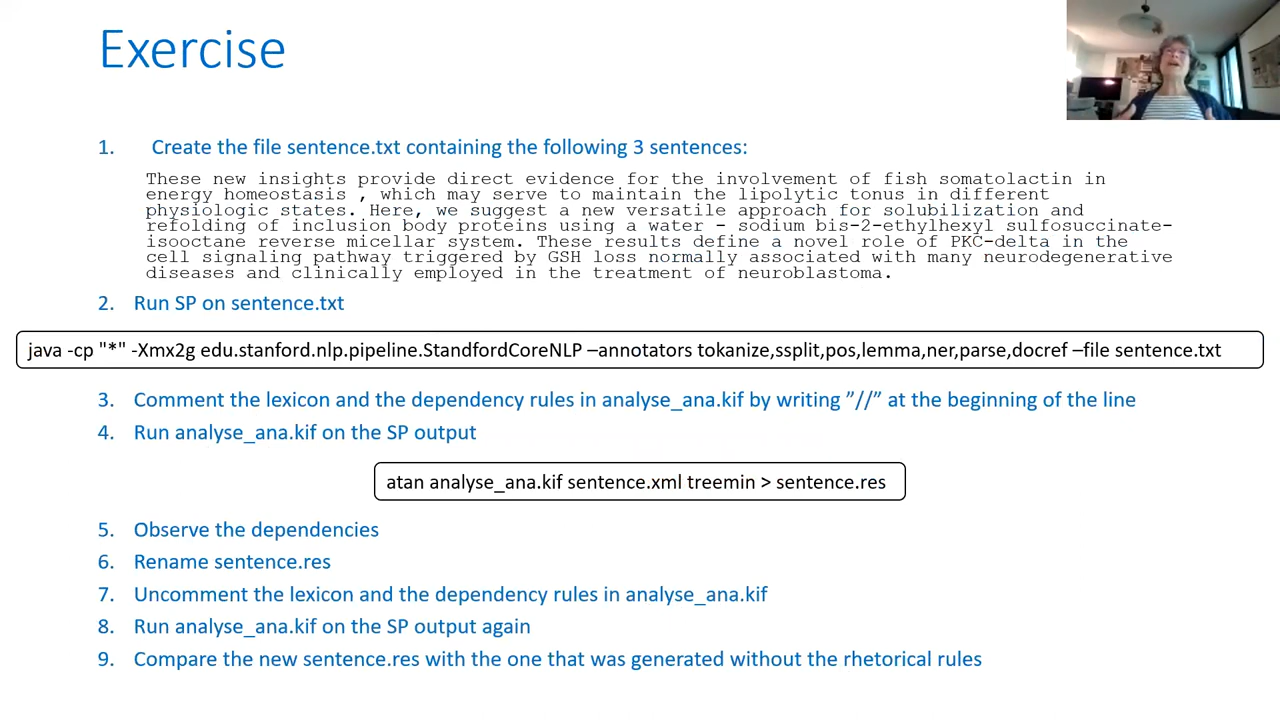 Exercise
1. Create the file sentence.txt containing the following 3 sentences:
These new insights provide direct evidence for the involvement of fish somatolactin in
energy homeostasis , which may serve to maintain the lipolytic tonus in different
physiologic states. Here, we suggest a new versatile approach for solubilization and
refolding of inclusion body proteins using a water - sodium bis-2-ethylhexyl sulfosuccinate-
isooctane reverse micellar system. These results define a novel role of PKC-delta in the
cell signaling pathway triggered by GSH loss normally associated with many neurodegenerative
diseases and clinically employed in the treatment of neuroblastoma.
2. Run SP on sentence.txt
java -cp "*" -Xmx2g edu.stanford.nlp.pipeline.StandfordCoreNLP –annotators tokanize,ssplit,pos,lemma,ner,parse,docref –file sentence.txt
3. Comment the lexicon and the dependency rules in analyse_ana.kif by writing ”//” at the beginning of the line
4. Run analyse_ana.kif on the SP output
atan analyse_ana.kif sentence.xml treemin > sentence.res
5. Observe the dependencies
6. Rename sentence.res
7. Uncomment the lexicon and the dependency rules in analyse_ana.kif
8. Run analyse_ana.kif on the SP output again
9. Compare the new sentence.res with the one that was generated without the rhetorical rules